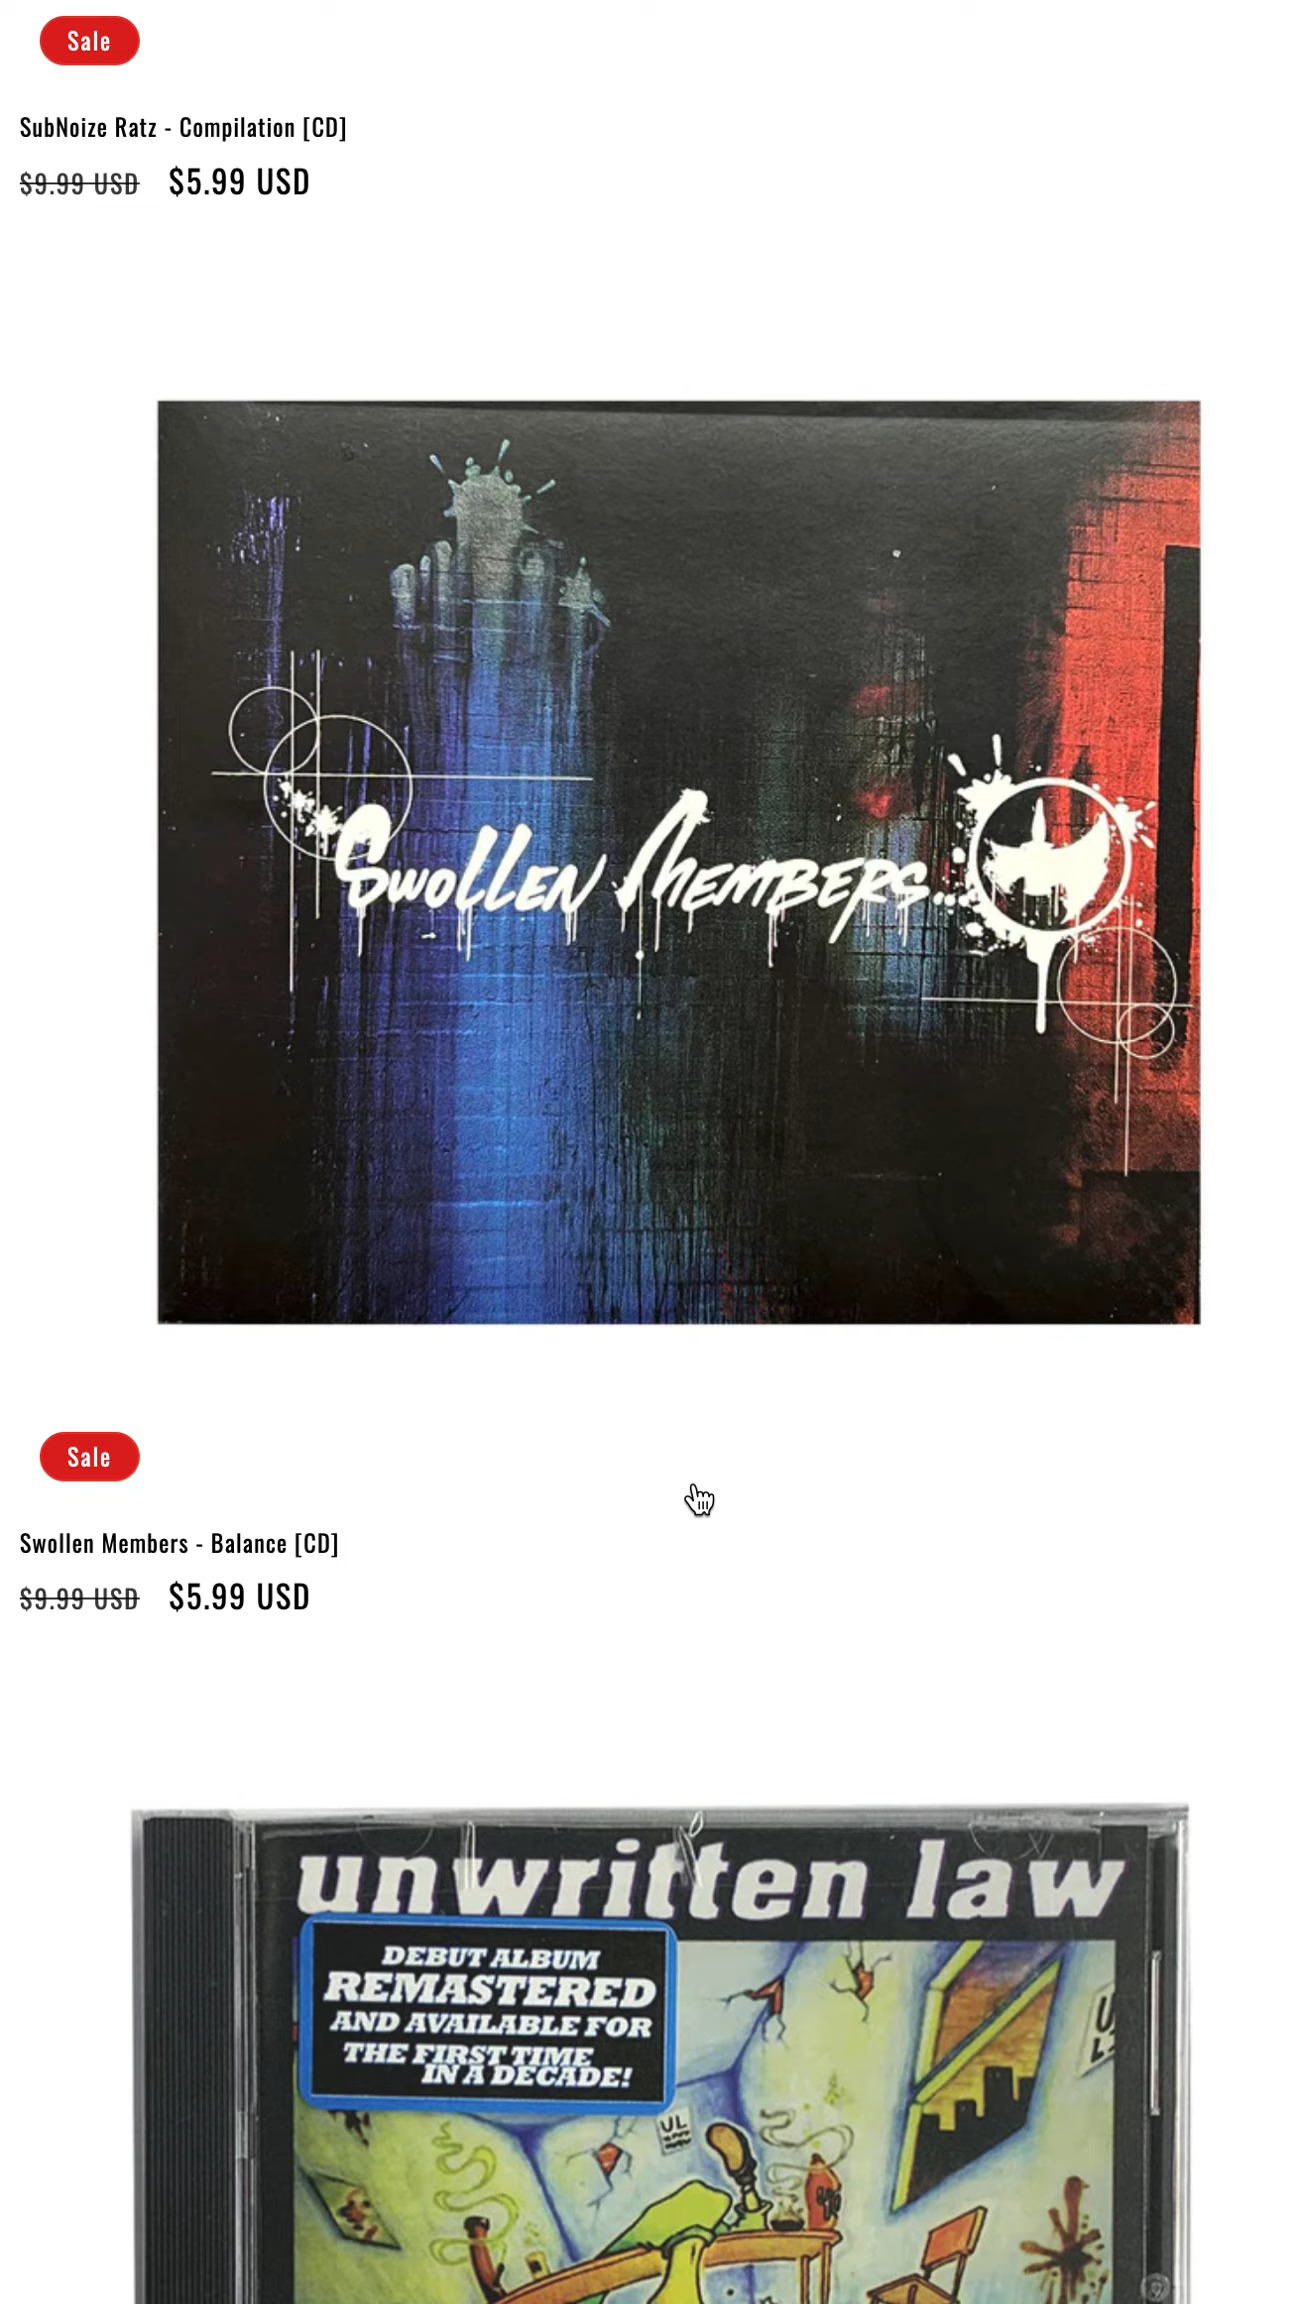 Sale
SubNoize Ratz - Compilation [CD]
$9.99 USD $5.99 USD
Swollen Members...
Sale
Swollen Members - Balance [CD]
$9.99 USD $5.99 USD
unwritten law
DEBUT ALBUM
REMASTERED
AND AVAILABLE FOR
THE FIRST TIME
IN A DECADE!
UL